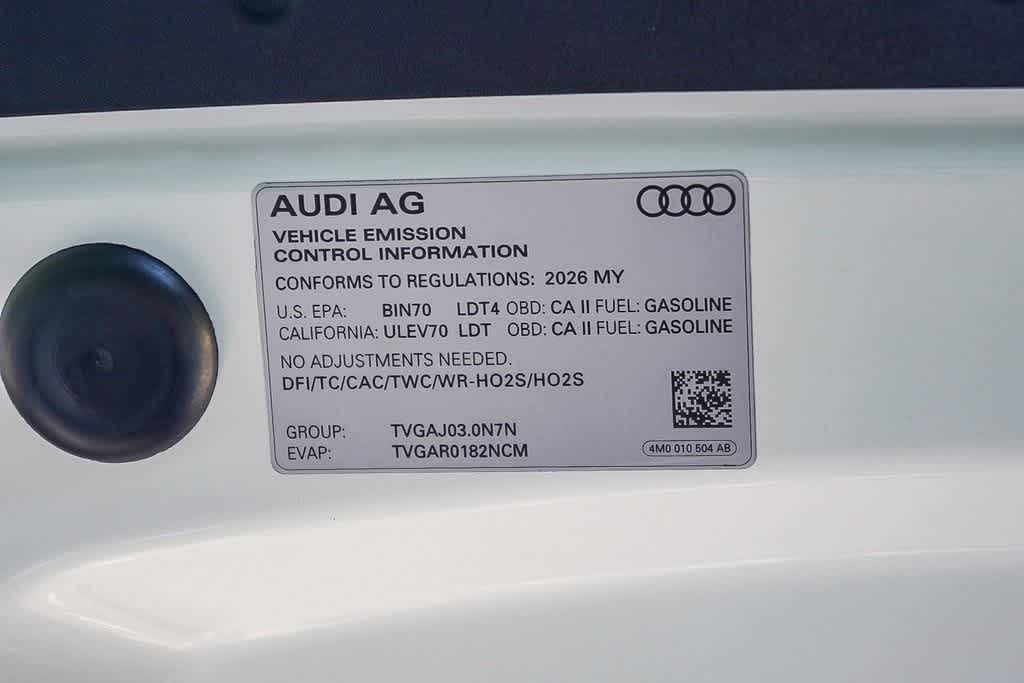 AUDI AG
VEHICLE EMISSION
CONTROL INFORMATION
CONFORMS TO REGULATIONS: 2026 MY
U.S. EPA: BIN70 LDT4 OBD: CA II FUEL: GASOLINE
CALIFORNIA: ULEV70 LDT OBD: CA II FUEL: GASOLINE
NO ADJUSTMENTS NEEDED.
DFI/TC/CAC/TWC/WR-HO2S/HO2S
GROUP: TVGAJ03.0N7N
EVAP: TVGAR0182NCM
4M0 010 504 AB